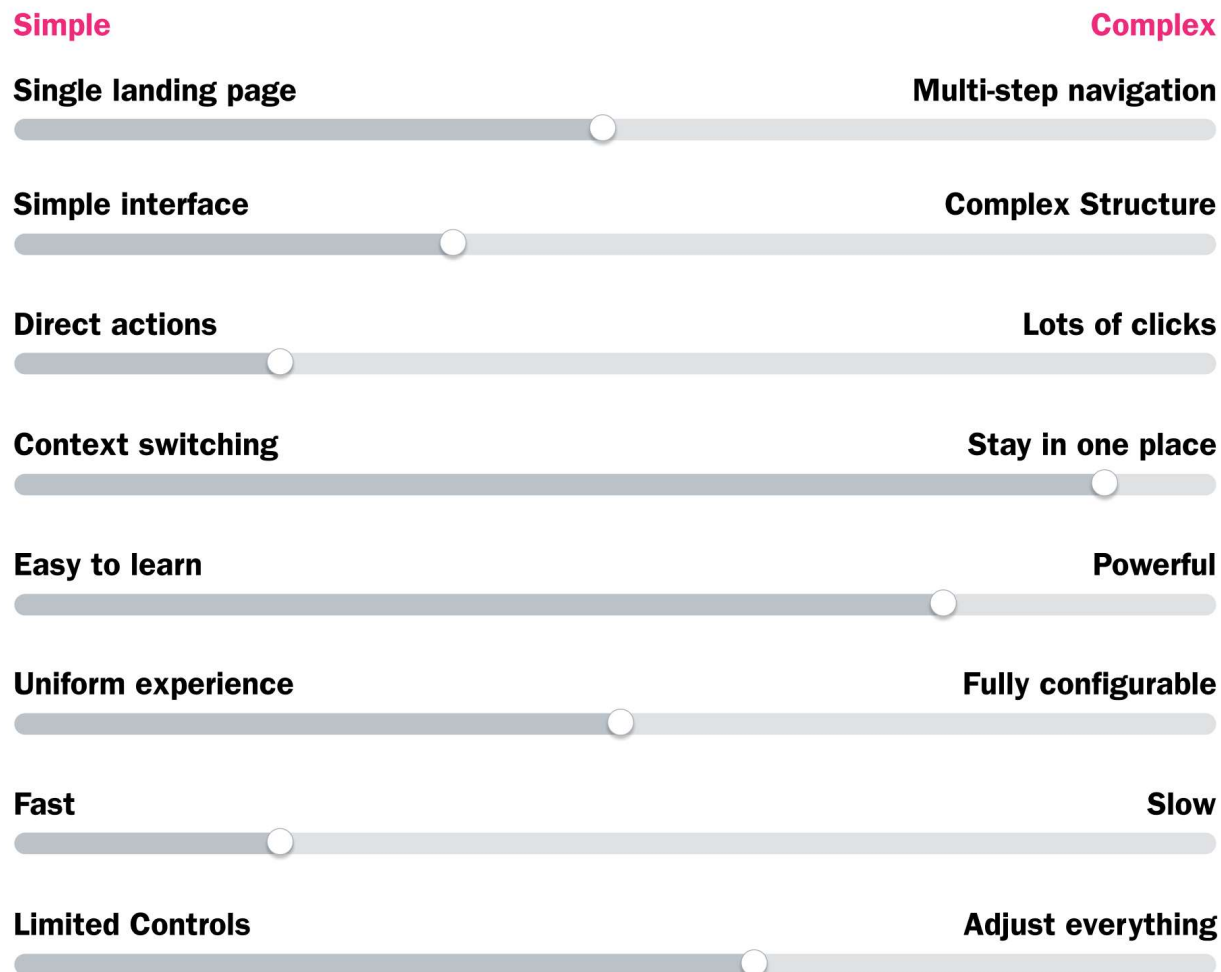 Simple Complex
Single landing page Multi-step navigation
Simple interface Complex Structure
Direct actions Lots of clicks
Context switching Stay in one place
Easy to learn Powerful
Uniform experience Fully configurable
Fast Slow
Limited Controls Adjust everything